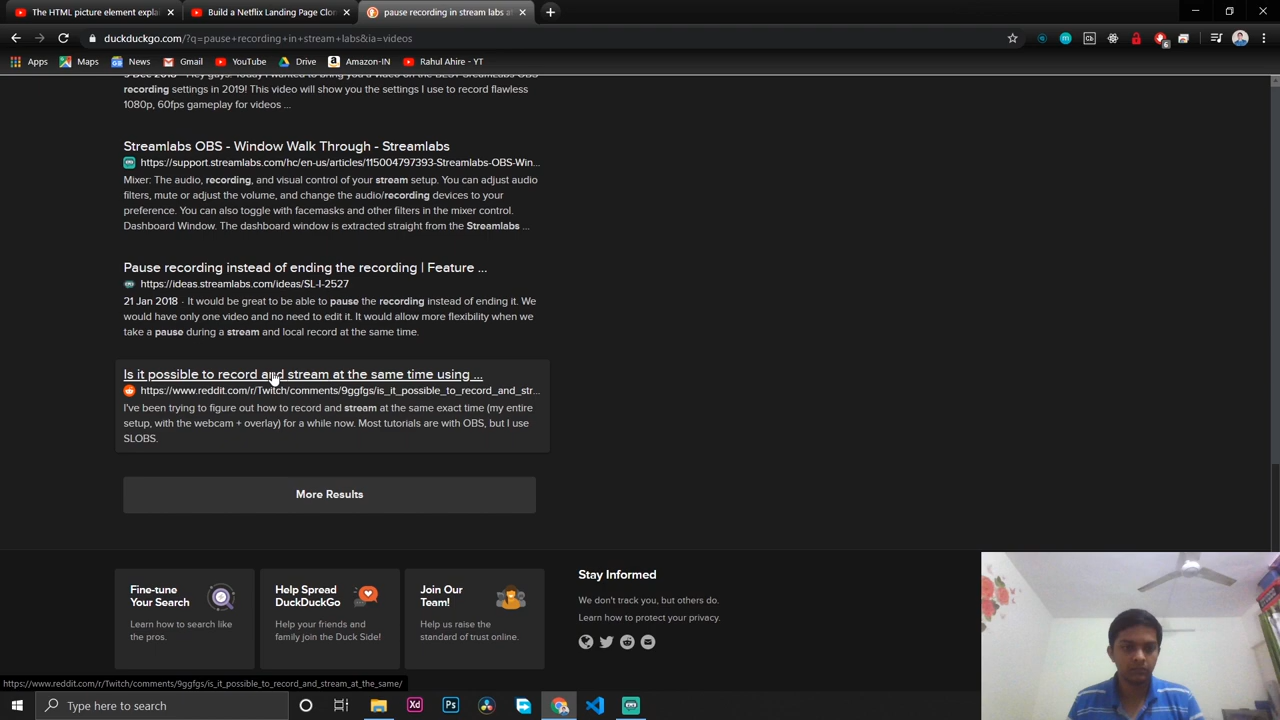 The HTML picture element expla
Build a Netflix Landing Page Clon
pause recording in stream labs at
duckduckgo.com/?q=pause+recording+in+stream+labs&ia=videos
Apps
Maps
News
Gmail
YouTube
Drive
Amazon-IN
Rahul Ahire - YT
6
recording settings in 2019! This video will show you the settings I use to record flawless
1080p, 60fps gameplay for videos ...
Streamlabs OBS - Window Walk Through - Streamlabs
https://support.streamlabs.com/hc/en-us/articles/115004797393-Streamlabs-OBS-Win...
Mixer: The audio, recording, and visual control of your stream setup. You can adjust audio
filters, mute or adjust the volume, and change the audio/recording devices to your
preference. You can also toggle with facemasks and other filters in the mixer control.
Dashboard Window. The dashboard window is extracted straight from the Streamlabs ...
Pause recording instead of ending the recording | Feature ...
https://ideas.streamlabs.com/ideas/SL-I-2527
21 Jan 2018 · It would be great to be able to pause the recording instead of ending it. We
would have only one video and no need to edit it. It would allow more flexibility when we
take a pause during a stream and local record at the same time.
Is it possible to record and stream at the same time using ...
https://www.reddit.com/r/Twitch/comments/9ggfgs/is_it_possible_to_record_and_str...
I've been trying to figure out how to record and stream at the same exact time (my entire
setup, with the webcam + overlay) for a while now. Most tutorials are with OBS, but I use
SLOBS.
More Results
Fine-tune
Your Search
Learn how to search like
the pros.
Help Spread
DuckDuckGo
Help your friends and
family join the Duck Side!
Join Our
Team!
Help us raise the
standard of trust online.
Stay Informed
We don't track you, but others do.
Learn how to protect your privacy.
https://www.reddit.com/r/Twitch/comments/9ggfgs/is_it_possible_to_record_and_stream_at_the_same/
Type here to search
Xd
Ps